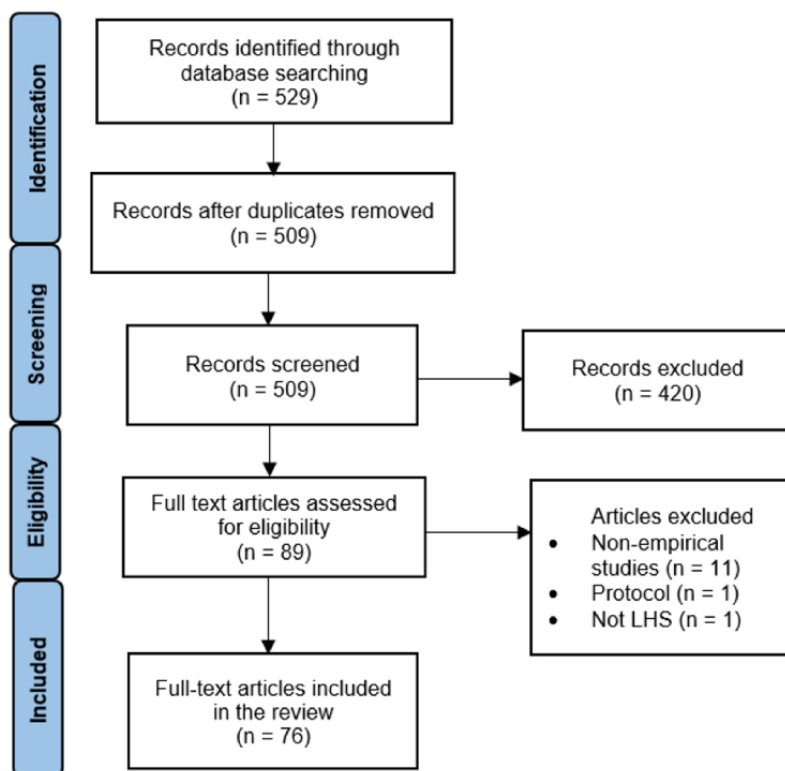 Identification
Records identified through
database searching
(n = 529)
Records after duplicates removed
(n = 509)
Screening
Records screened
(n = 509)
Records excluded
(n = 420)
Eligibility
Full text articles assessed
for eligibility
(n = 89)
Articles excluded
• Non-empirical
studies (n = 11)
• Protocol (n = 1)
• Not LHS (n = 1)
Included
Full-text articles included
in the review
(n = 76)